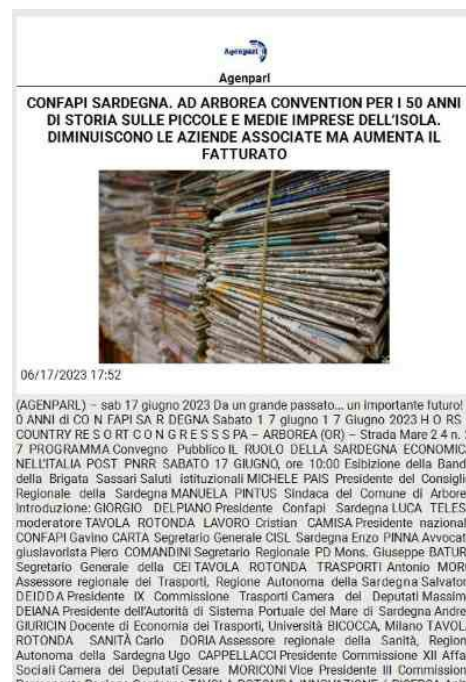 Agenparl
Agenparl
CONFAPI SARDEGNA. AD ARBOREA CONVENTION PER I 50 ANNI
DI STORIA SULLE PICCOLE E MEDIE IMPRESE DELL'ISOLA.
DIMINUISCONO LE AZIENDE ASSOCIATE MA AUMENTA IL
FATTURATO
06/17/2023 17:52
(AGENPARL) – sab 17 giugno 2023 Da un grande passato... un importante futuro!
0 ANNI di CO N FAPI SA R DEGNA Sabato 1 7 giugno 1 7 Giugno 2023 H O RS
COUNTRY RE S O RT C O N G R E S S S PA – ARBOREA (OR) – Strada Mare 2 4 n.
7 PROGRAMMA Convegno Pubblico IL RUOLO DELLA SARDEGNA ECONOMIC
NELL'ITALIA POST PNRR SABATO 17 GIUNGO, ore 10:00 Esibizione della Band
della Brigata Sassari Saluti istituzionali MICHELE PAIS Presidente del Consigli
Regionale della Sardegna MANUELA PINTUS Sindaca del Comune di Arbore
Introduzione: GIORGIO DELPIANO Presidente Confapi Sardegna LUCA TELES
moderatore TAVOLA ROTONDA LAVORO Cristian CAMISA Presidente nazional
CONFAPI Gavino CARTA Segretario Generale CISL Sardegna Enzo PINNA Avvocat
giuslavorista Piero COMANDINI Segretario Regionale PD Mons. Giuseppe BATUR
Segretario Generale della CEI TAVOLA ROTONDA TRASPORTI Antonio MOR
Assessore regionale dei Trasporti, Regione Autonoma della Sardegna Salvator
DEIDDA Presidente IX Commissione Trasporti Camera dei Deputati Massim
DEIANA Presidente dell'Autorità di Sistema Portuale del Mare di Sardegna Andre
GIURICIN Docente di Economia dei Trasporti, Università BICOCCA, Milano TAVOL
ROTONDA SANITÀ Carlo DORIA Assessore regionale della Sanità, Region
Autonoma della Sardegna Ugo CAPPELLACCI Presidente Commissione XII Affa
Sociali Camera dei Deputati Cesare MORICONI Vice Presidente III Commission